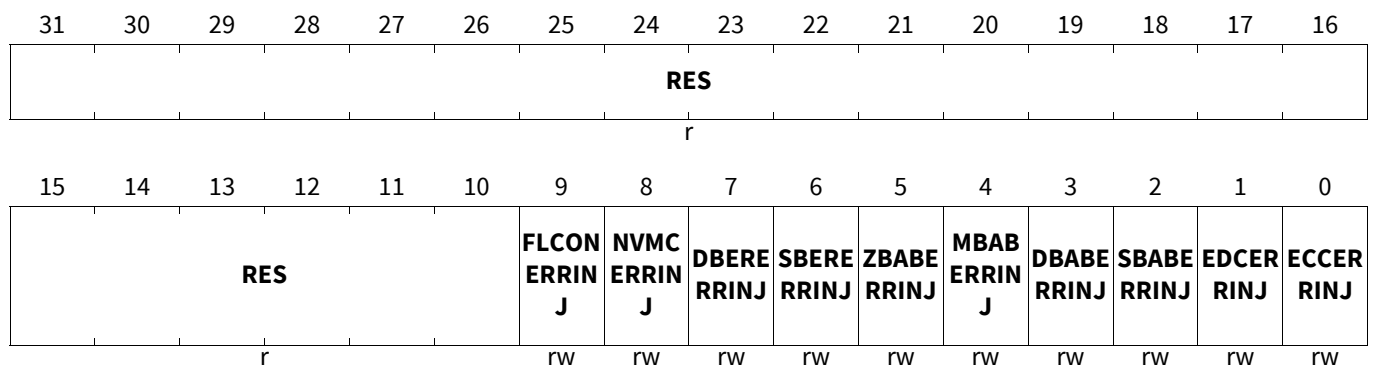 31 30 29 28 27 26 25 24 23 22 21 20 19 18 17 16
RES
r
15 14 13 12 11 10 9 8 7 6 5 4 3 2 1 0
RES FLCON ERRIN J NVMC ERRIN J DBERE RRINJ SBERE RRINJ ZBABE RRINJ MBAB ERRIN J DBABE RRINJ SBABE RRINJ EDCER RINJ ECCER RINJ
r rw rw rw rw rw rw rw rw rw rw